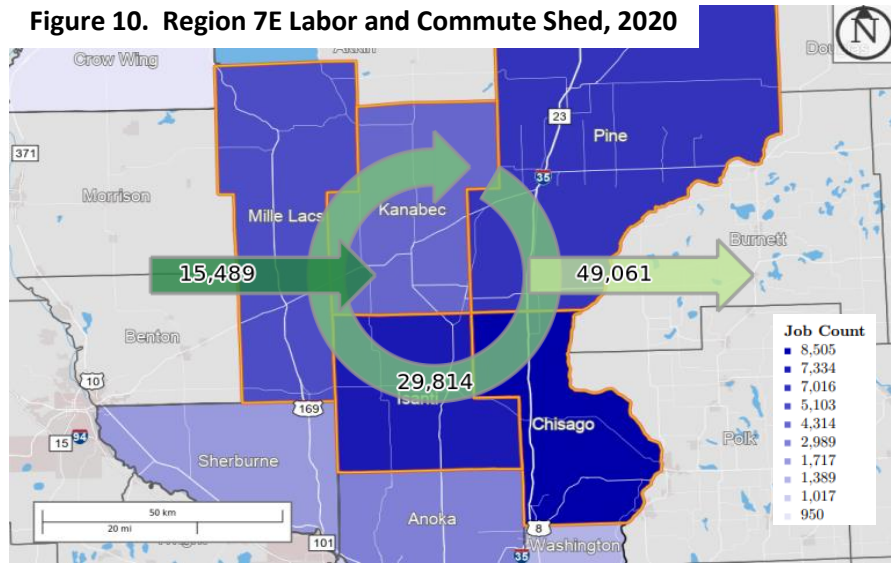 Figure 10. Region 7E Labor and Commute Shed, 2020
N
Crow Wing
Aitkin
Douglas
23
Pine
371
35
Morrison
Mille Lacs
Kanabec
Burnett
15,489
49,061
Benton
Job Count
8,505
7,334
7,016
5,103
4,314
2,989
1,717
1,389
1,017
950
29,814
Isanti
10
169
Chisago
15
94
Polk
Sherburne
50 km
20 mi
Anoka
8
Washington
101
35